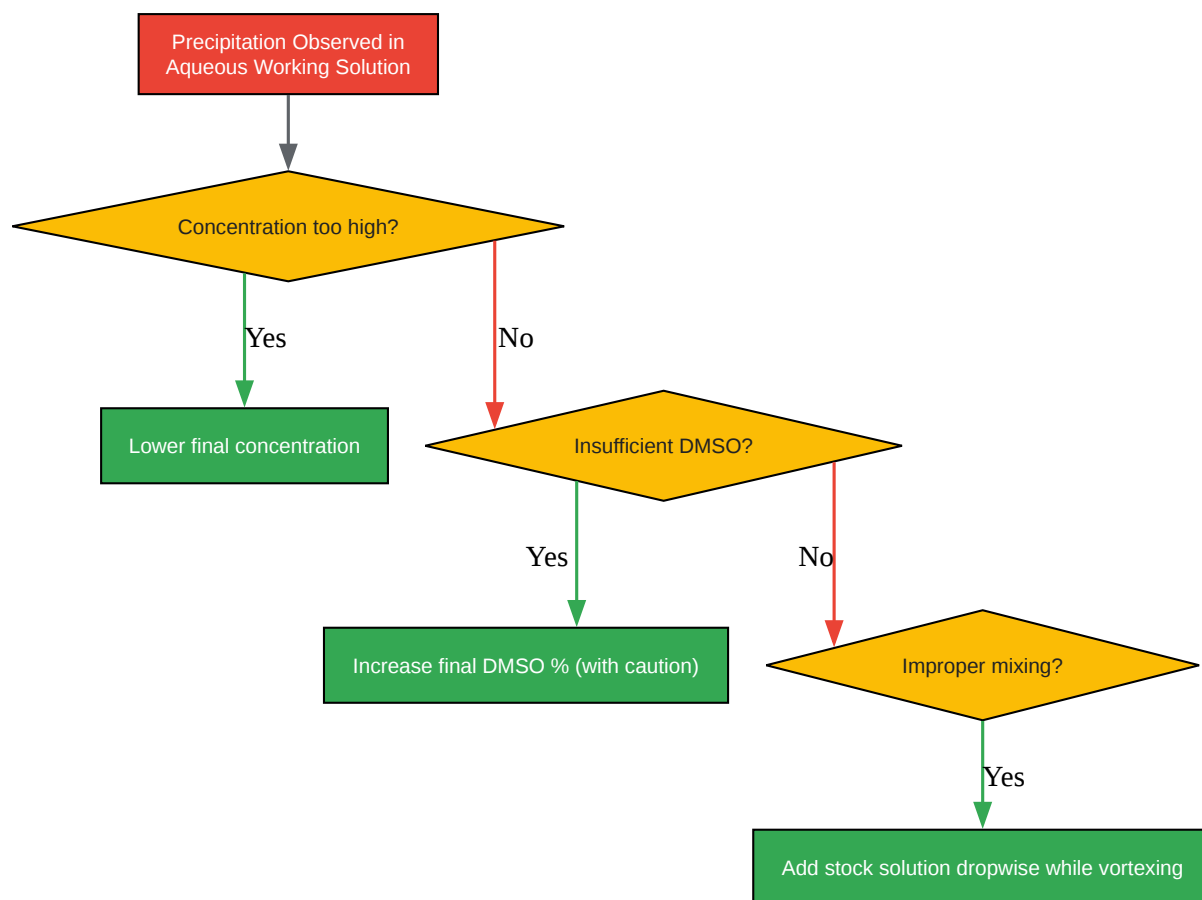 Precipitation Observed in
Aqueous Working Solution
Concentration too high?
Yes
No
Lower final concentration
Insufficient DMSO?
Yes
No
Increase final DMSO % (with caution)
Improper mixing?
Yes
Add stock solution dropwise while vortexing